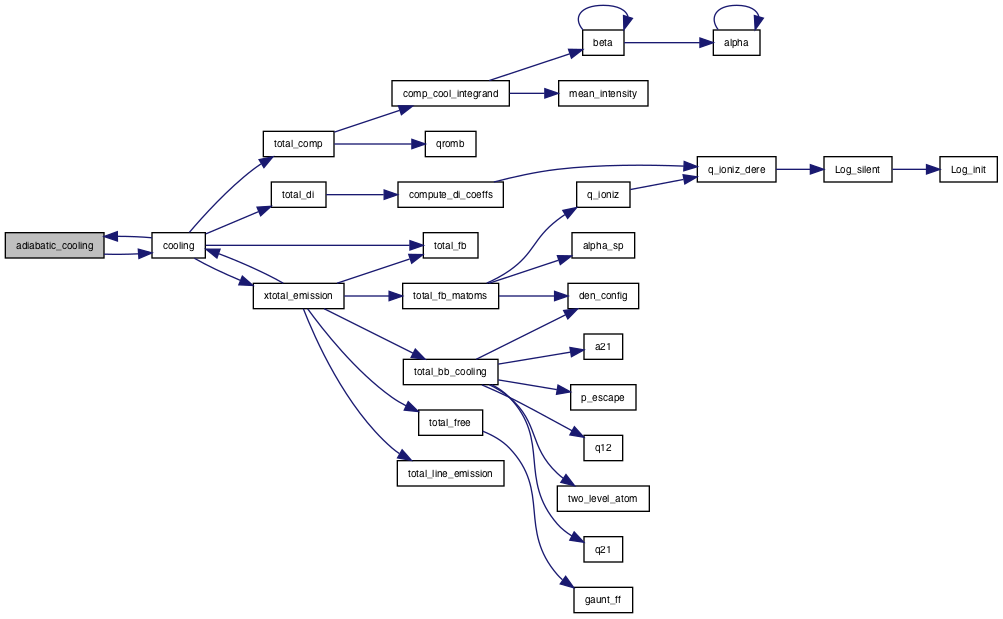 beta
alpha
comp_cool_integrand
mean_intensity
total_comp
qromb
q_ioniz_dere
Log_silent
Log_init
total_di
compute_di_coeffs
q_ioniz
adiabatic_cooling
cooling
total_fb
alpha_sp
xtotal_emission
total_fb_matoms
den_config
a21
total_bb_cooling
p_escape
total_free
q12
total_line_emission
two_level_atom
q21
gaunt_ff